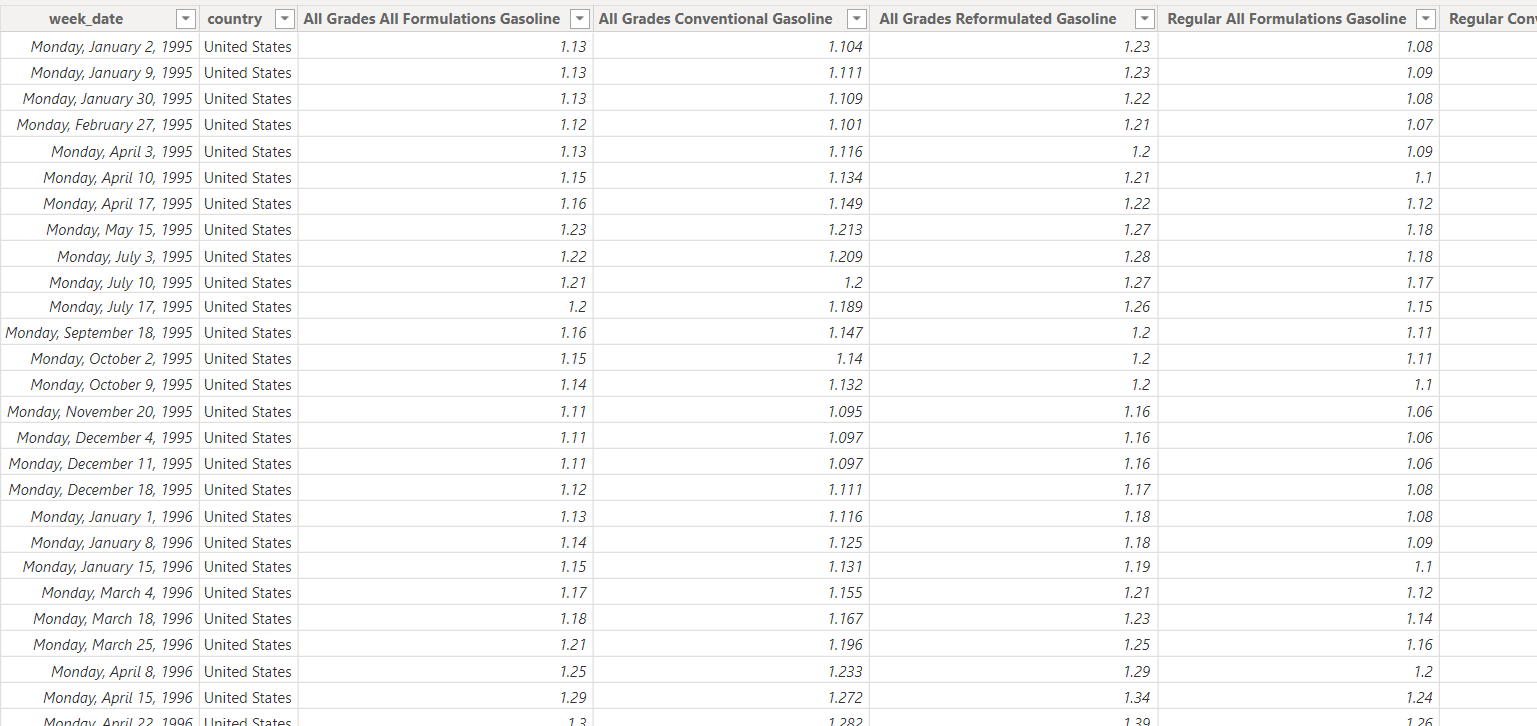 week_date country All Grades All Formulations Gasoline All Grades Conventional Gasoline All Grades Reformulated Gasoline Regular All Formulations Gasoline Regular
Monday, January 2, 1995 United States 1.13 1.104 1.23 1.08
Monday, January 9, 1995 United States 1.13 1.111 1.23 1.09
Monday, January 30, 1995 United States 1.13 1.109 1.22 1.08
Monday, February 27, 1995 United States 1.12 1.101 1.21 1.07
Monday, April 3, 1995 United States 1.13 1.116 1.2 1.09
Monday, April 10, 1995 United States 1.15 1.134 1.21 1.1
Monday, April 17, 1995 United States 1.16 1.149 1.22 1.12
Monday, May 15, 1995 United States 1.23 1.213 1.27 1.18
Monday, July 3, 1995 United States 1.22 1.209 1.28 1.18
Monday, July 10, 1995 United States 1.21 1.2 1.27 1.17
Monday, July 17, 1995 United States 1.2 1.189 1.26 1.15
Monday, September 18, 1995 United States 1.16 1.147 1.2 1.11
Monday, October 2, 1995 United States 1.15 1.14 1.2 1.11
Monday, October 9, 1995 United States 1.14 1.132 1.2 1.1
Monday, November 20, 1995 United States 1.11 1.095 1.16 1.06
Monday, December 4, 1995 United States 1.11 1.097 1.16 1.06
Monday, December 11, 1995 United States 1.11 1.097 1.16 1.06
Monday, December 18, 1995 United States 1.12 1.111 1.17 1.08
Monday, January 1, 1996 United States 1.13 1.116 1.18 1.08
Monday, January 8, 1996 United States 1.14 1.125 1.18 1.09
Monday, January 15, 1996 United States 1.15 1.131 1.19 1.1
Monday, March 4, 1996 United States 1.17 1.155 1.21 1.12
Monday, March 18, 1996 United States 1.18 1.167 1.23 1.14
Monday, March 25, 1996 United States 1.21 1.196 1.25 1.16
Monday, April 8, 1996 United States 1.25 1.233 1.29 1.2
Monday, April 15, 1996 United States 1.29 1.272 1.34 1.24
Monday, April 22, 1996 United States 1.3 1.282 1.39 1.26